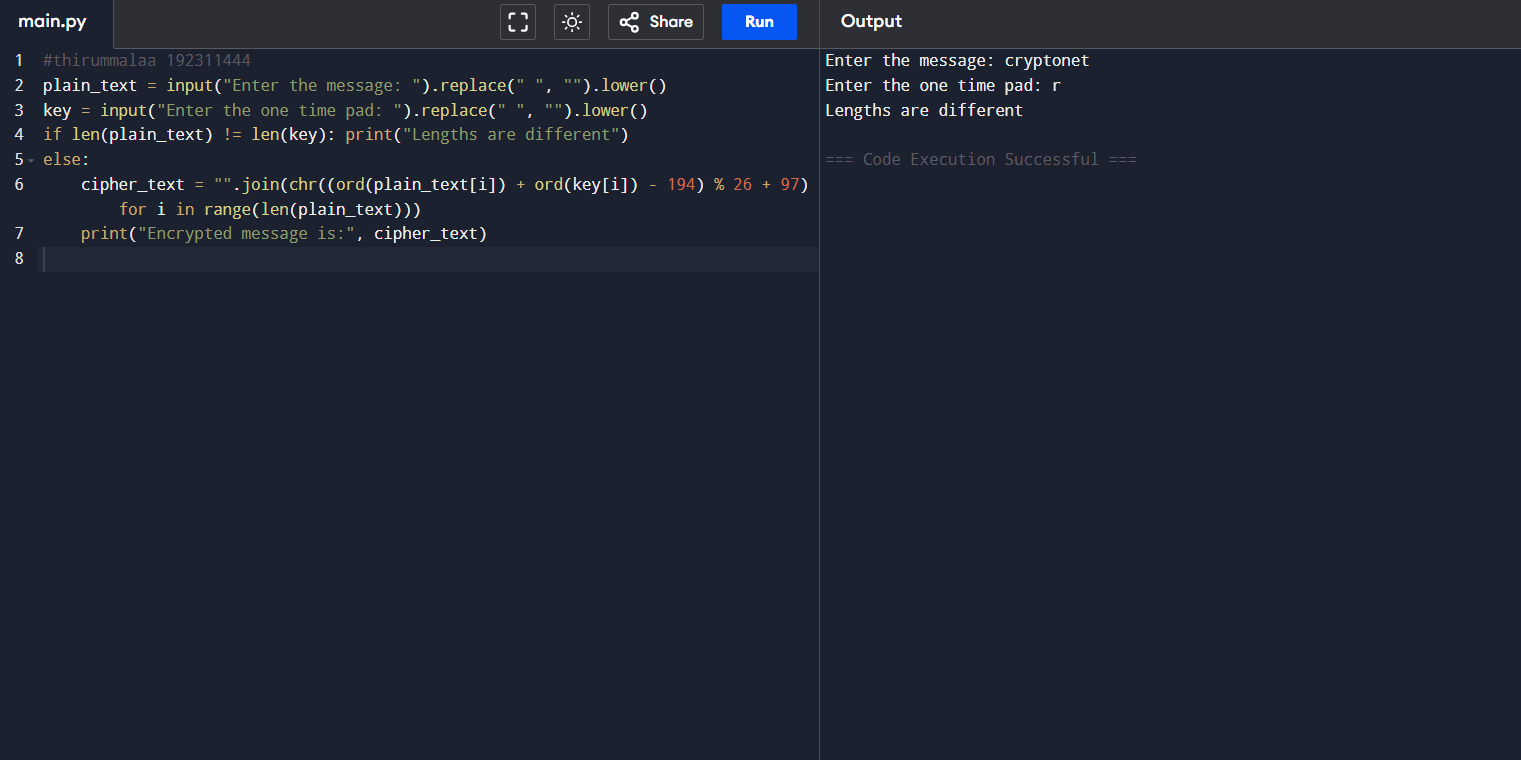 main.py
Share
Run
Output
1 #thirummalaa 192311444
2 plain_text = input("Enter the message: ").replace(" ", "").lower()
3 key = input("Enter the one time pad: ").replace(" ", "").lower()
4 if len(plain_text) != len(key): print("Lengths are different")
5 else:
6     cipher_text = "".join(chr((ord(plain_text[i]) + ord(key[i]) - 194) % 26 + 97)
        for i in range(len(plain_text)))
7     print("Encrypted message is:", cipher_text)
8
Enter the message: cryptonet
Enter the one time pad: r
Lengths are different
=== Code Execution Successful ===